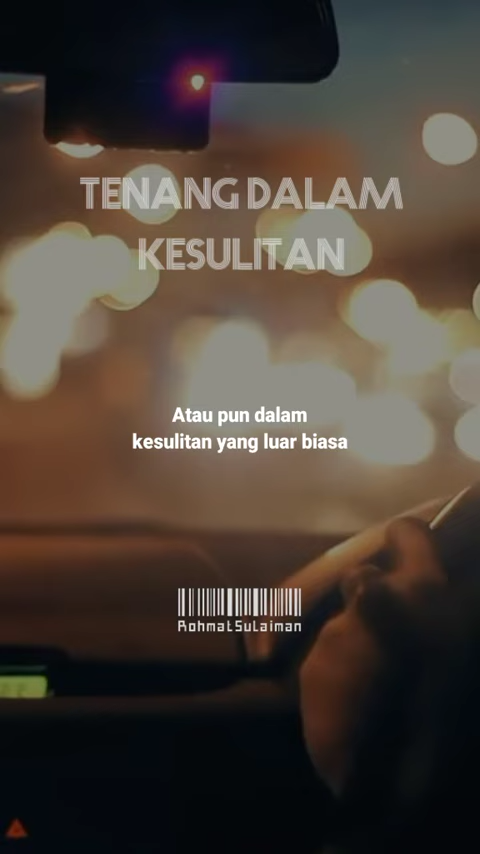 TENANG DALAM
KESULITAN
Atau pun dalam
kesulitan yang luar biasa
RohmatSulaiman